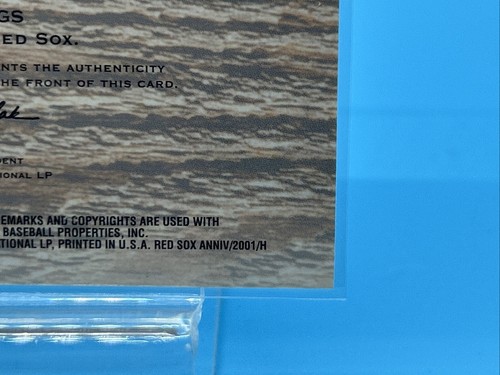 GS
ED SOX.
NTS THE AUTHENTICITY
HE FRONT OF THIS CARD.
ENT
IONAL LP
EMARKS AND COPYRIGHTS ARE USED WITH
BASEBALL PROPERTIES, INC.
TIONAL LP, PRINTED IN U.S.A. RED SOX ANNIV/2001/H